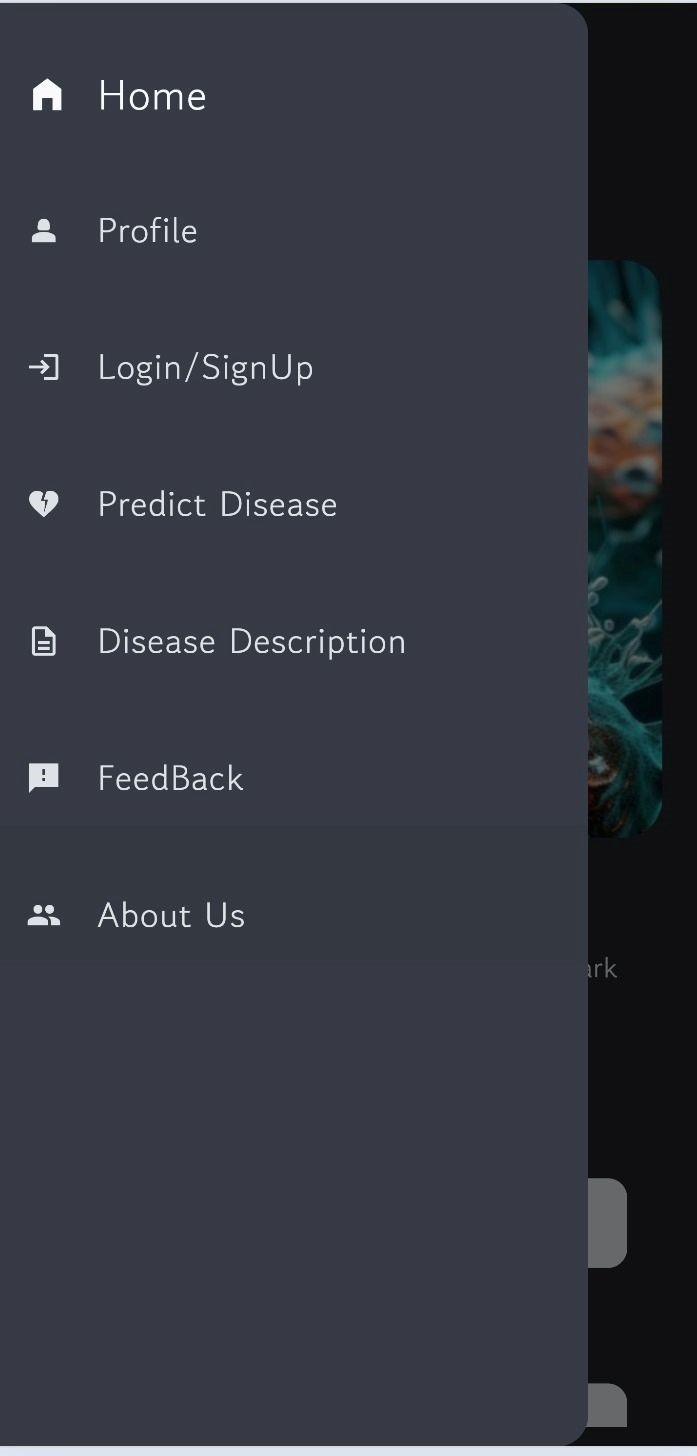 Home
Profile
Login/SignUp
Predict Disease
Disease Description
FeedBack
About Us